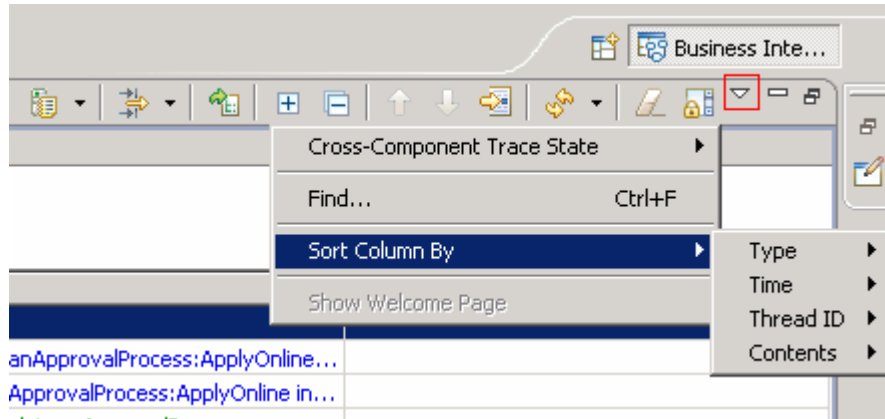 Business Inte...
Cross-Component Trace State
Find... Ctrl+F
Sort Column By
Show Welcome Page
Type
Time
Thread ID
Contents
anApprovalProcess:ApplyOnline...
ApprovalProcess:ApplyOnline in...